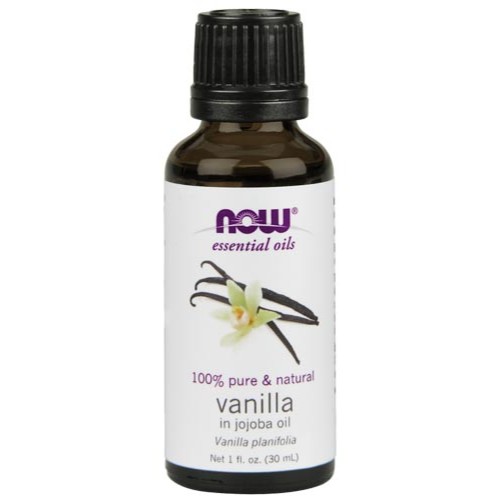 now®
essential oils
100% pure & natural
vanilla
in jojoba oil
Vanilla planifolia
Net 1 fl. oz. (30 mL)